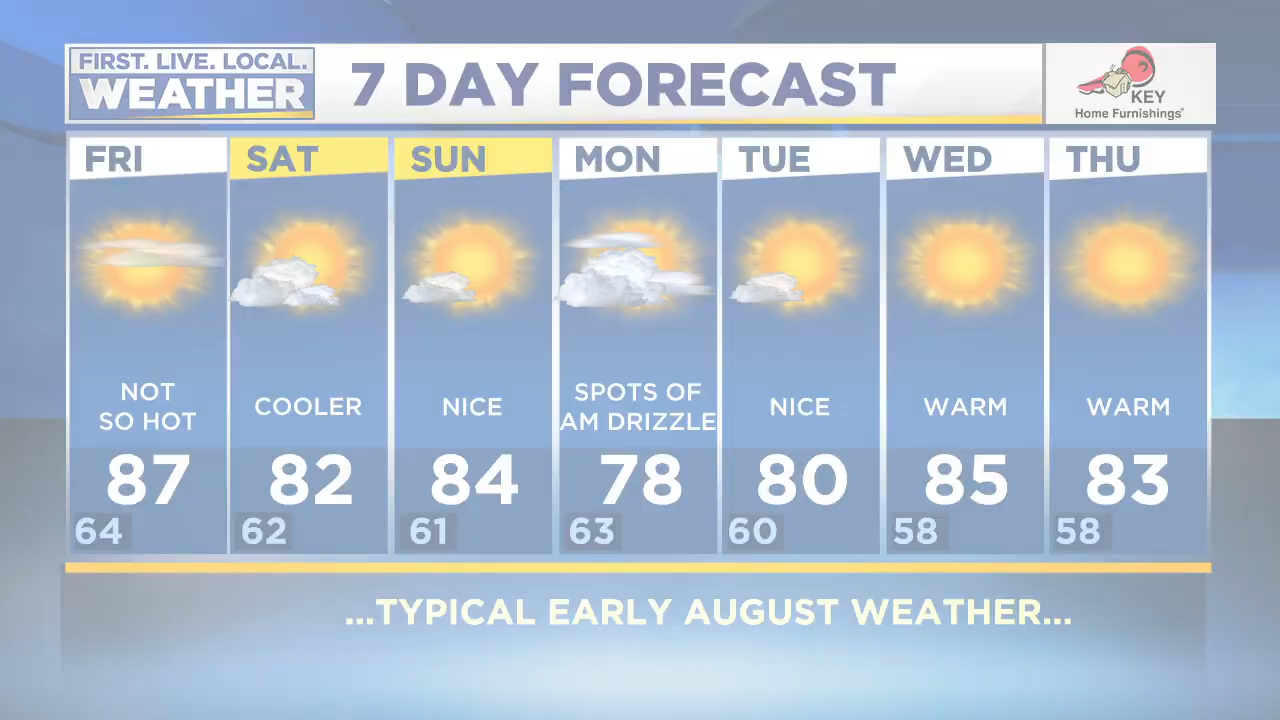 FIRST. LIVE. LOCAL.
WEATHER
7 DAY FORECAST
KEY
Home Furnishings®
FRI
SAT
SUN
MON
TUE
WED
THU
NOT
SO HOT
COOLER
NICE
SPOTS OF
AM DRIZZLE
NICE
WARM
WARM
87
82
84
78
80
85
83
64
62
61
63
60
58
58
...TYPICAL EARLY AUGUST WEATHER...